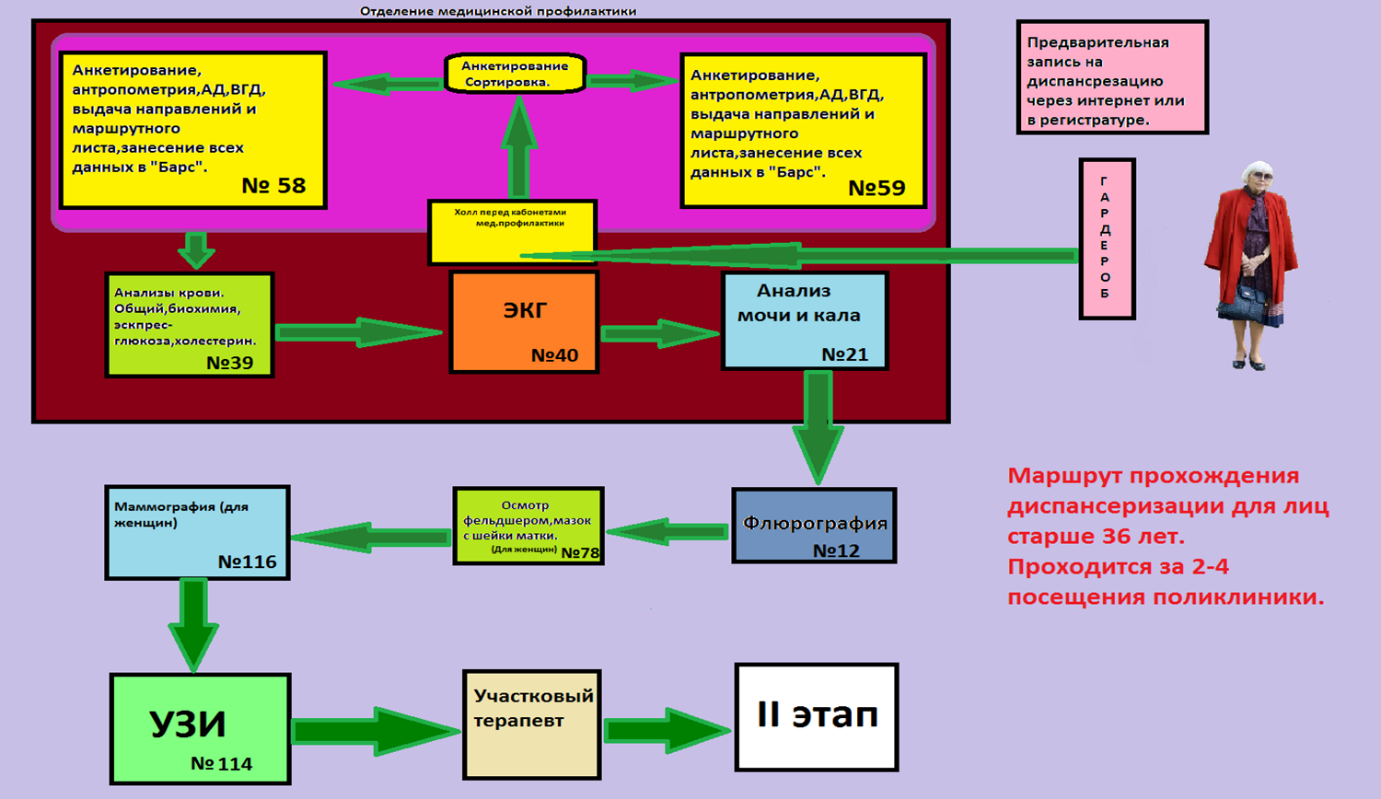 Отделение медицинской профилактики
Анкетирование,
антропометрия,АД,ВГД,
выдача направлений и
маршрутного
листа,занесение всех
данных в "Барс".
№ 58
Анкетирование
Сортировка.
Анкетирование,
антропометрия,АД,ВГД,
выдача направлений и
маршрутного
листа,занесение всех
данных в "Барс".
№59
Предварительная
запись на
диспансрезацию
через интернет или
в регистратуре.
Г
А
Р
Д
Е
Р
О
Б
Холл перед кабонетами
мед.профилактики
Анализы крови.
Общий,биохимия,
эскпрес-
глюкоза,холестерин.
№39
ЭКГ
№40
Анализ
мочи и кала
№21
Маршрут прохождения
диспансеризации для лиц
старше 36 лет.
Проходится за 2-4
посещения поликлиники.
Флюрография
№12
Осмотр
фельдшером,мазок
с шейки матки.
(Для женщин) №78
Маммография (для
женщин)
№116
УЗИ
№ 114
Участковый
терапевт
II этап